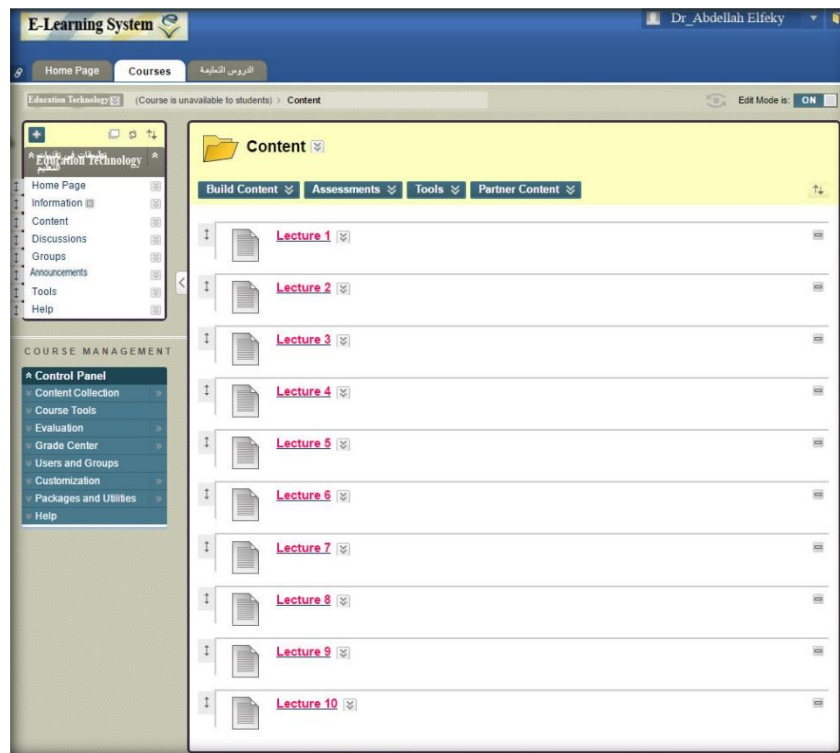 E-Learning System
Dr_Abdellah Elfeky
Home Page
Courses
الدروس التعليمة
Education Technology
(Course is unavailable to students) > Content
Edit Mode is: ON
Education Technology
Home Page
Information
Content
Discussions
Groups
Announcements
Tools
Help
COURSE MANAGEMENT
Control Panel
Content Collection
Course Tools
Evaluation
Grade Center
Users and Groups
Customization
Packages and Utilities
Help
Content
Build Content
Assessments
Tools
Partner Content
Lecture 1
Lecture 2
Lecture 3
Lecture 4
Lecture 5
Lecture 6
Lecture 7
Lecture 8
Lecture 9
Lecture 10